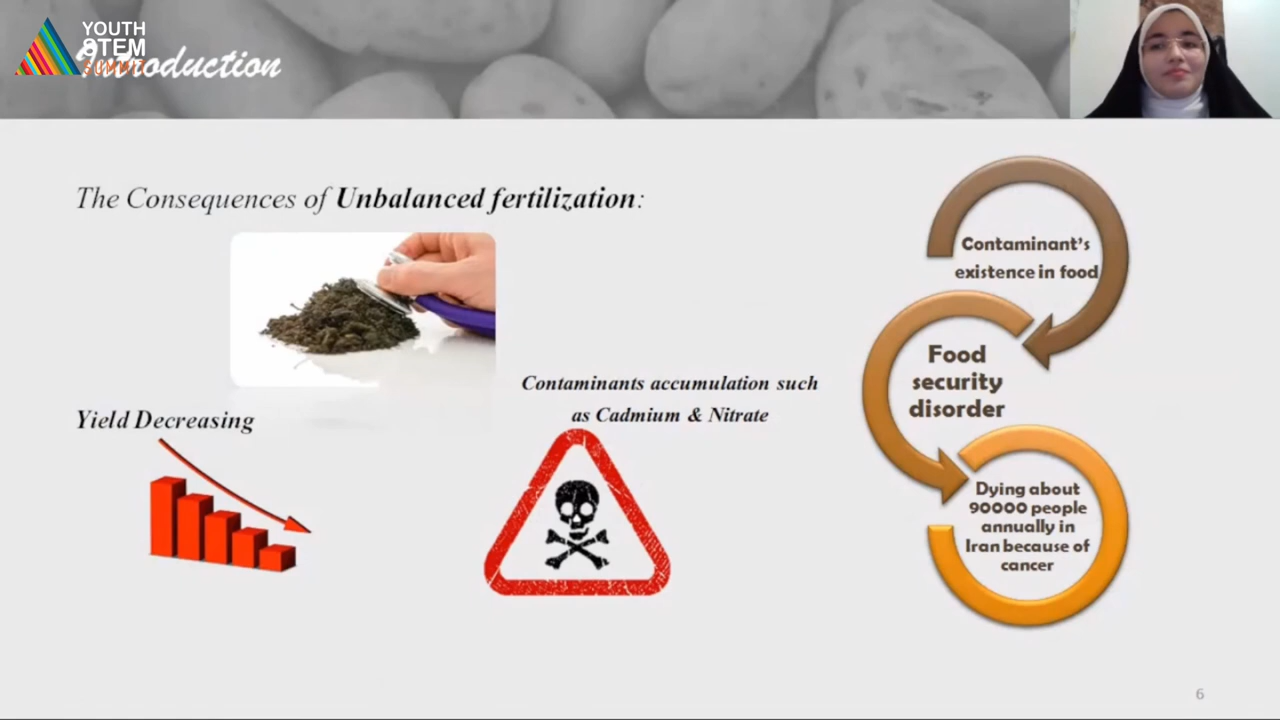 YOUTH
STEM
SUMMIT
Introduction
The Consequences of Unbalanced fertilization:
Contaminants accumulation such
as Cadmium & Nitrate
Yield Decreasing
Contaminant's
existence in food
Food
security
disorder
Dying about
90000 people
annually in
Iran because of
cancer
6